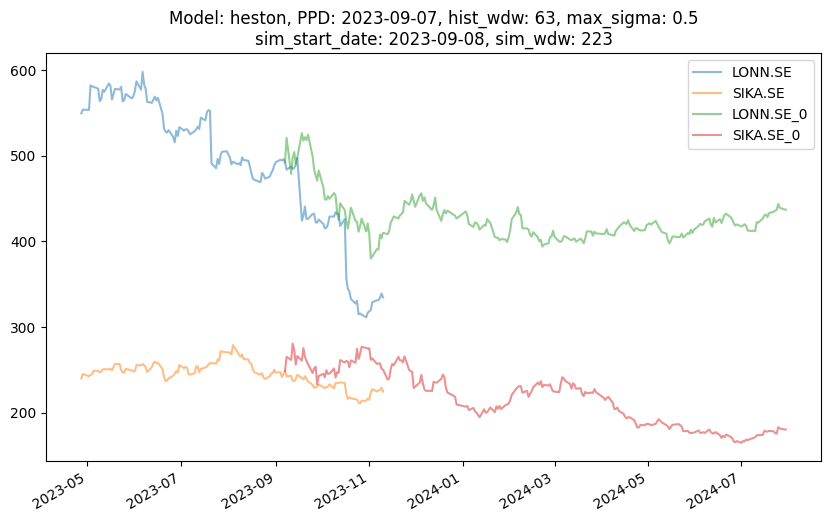 Model: heston, PPD: 2023-09-07, hist_wdw: 63, max_sigma: 0.5
sim_start_date: 2023-09-08, sim_wdw: 223
LONN.SE
SIKA.SE
LONN.SE_0
SIKA.SE_0
600
500
400
300
200
2023-05
2023-07
2023-09
2023-11
2024-01
2024-03
2024-05
2024-07